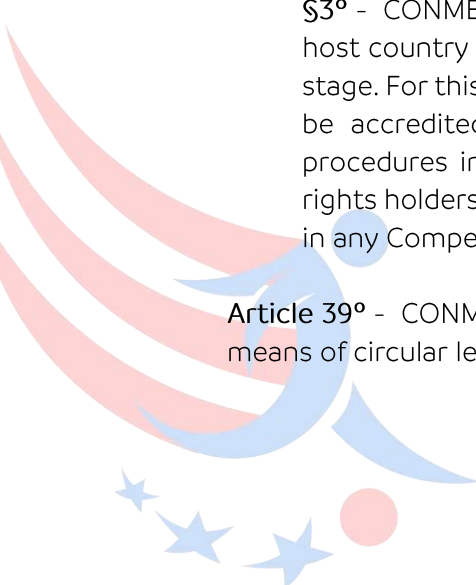 §3º - CONME
host country
stage. For this
be accredited
procedures in
rights holders
in any Compe
Article 39º - CONM
means of circular le